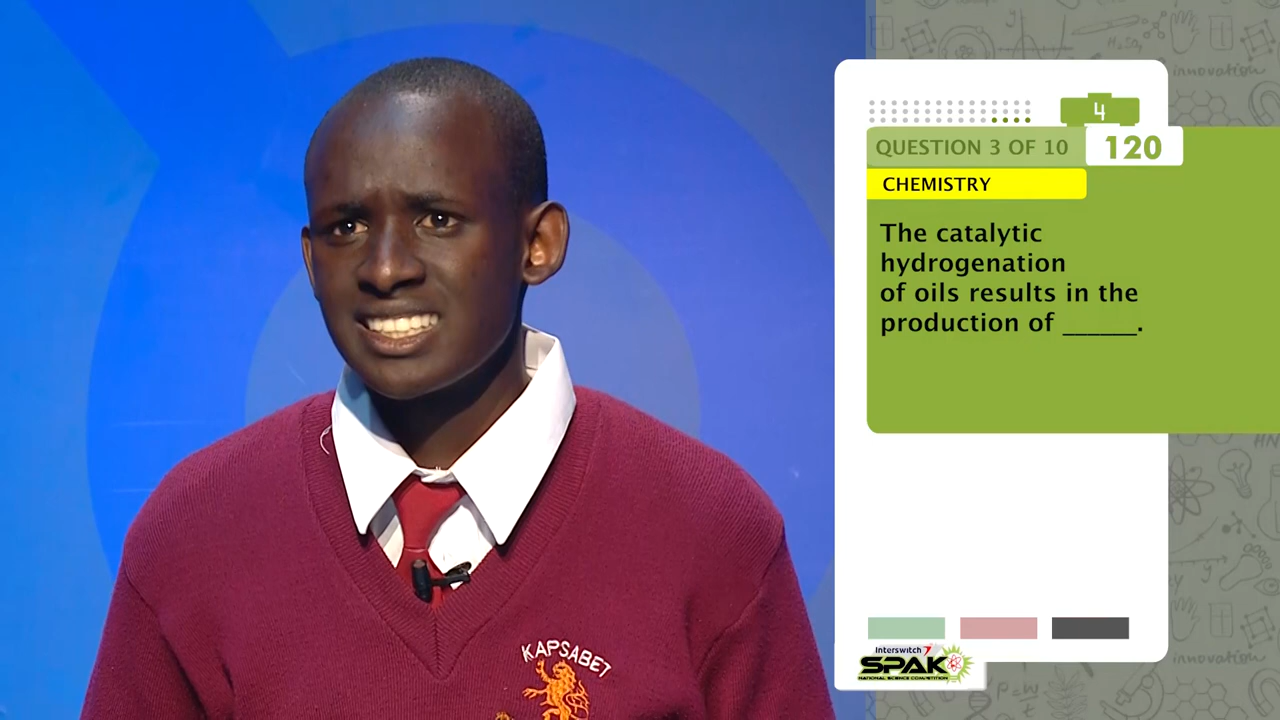 4
QUESTION 3 OF 10
120
CHEMISTRY
The catalytic
hydrogenation
of oils results in the
production of ______.
KAPSABET
Interswitch
SPAK
NATIONAL SCIENCE COMPETITION
innovation
H₂SO₄
innovation